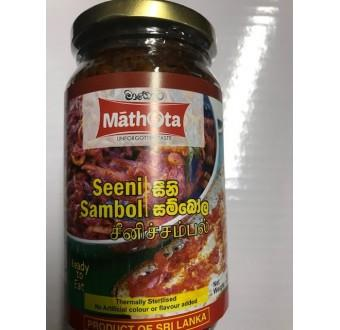 මාතොට
Mathota
UNFORGOTTEN TASTE
Seeni සීනි
Sambol සම්බෝල
சீனிச்சம்பல்
Ready
to
Eat
Thermally Sterilised
No Artificial colour or flavour added
PRODUCT OF SRI LANKA